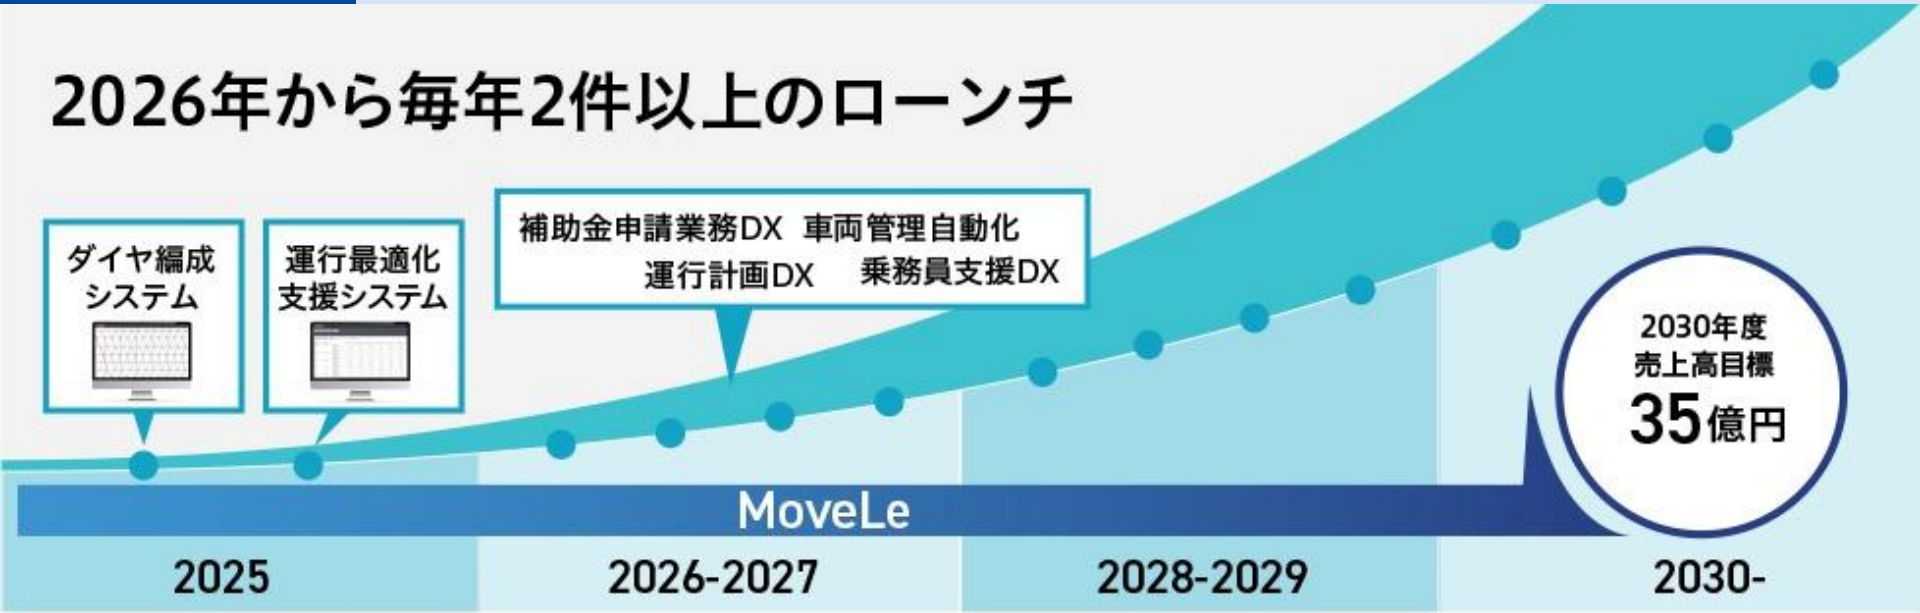 2026年から毎年2件以上のローンチ
ダイヤ編成
システム
運行最適化
支援システム
補助金申請業務DX 車両管理自動化
運行計画DX 乗務員支援DX
2030年度
売上高目標
35億円
MoveLe
2025
2026-2027
2028-2029
2030-